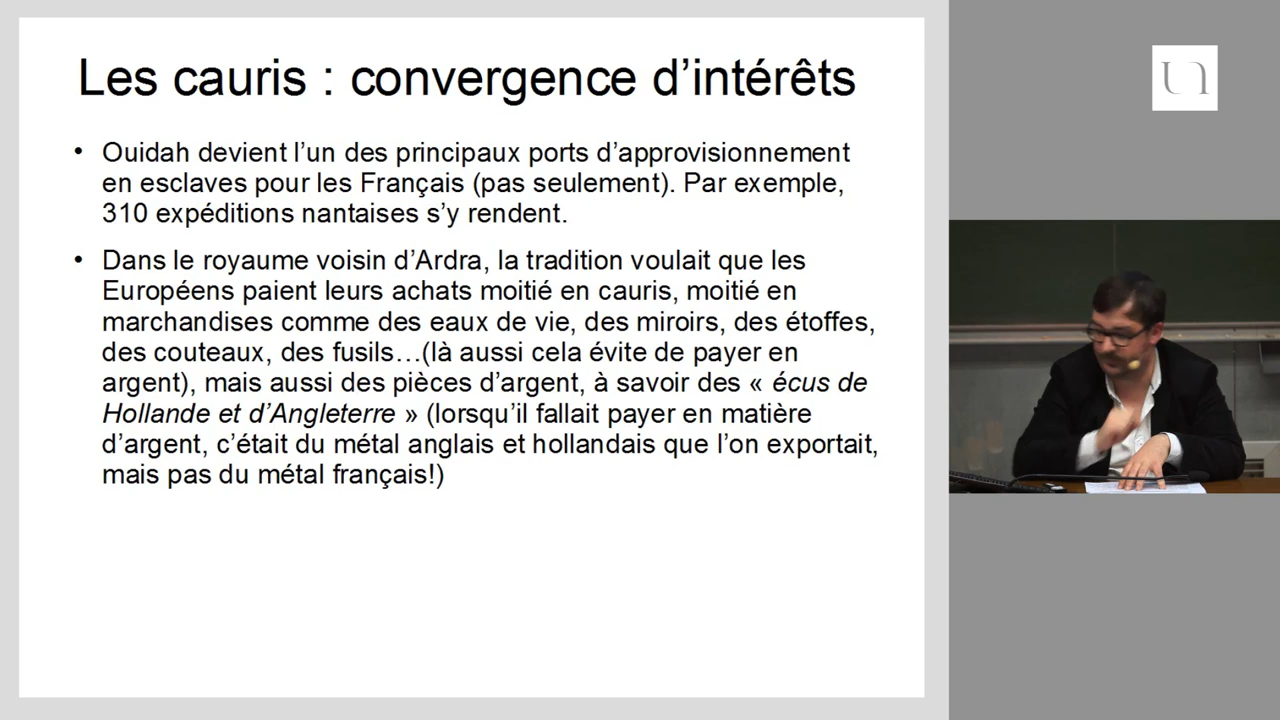 Les cauris : convergence d’intérêts
• Ouidah devient l’un des principaux ports d’approvisionnement
en esclaves pour les Français (pas seulement). Par exemple,
310 expéditions nantaises s’y rendent.
• Dans le royaume voisin d’Ardra, la tradition voulait que les
Européens paient leurs achats moitié en cauris, moitié en
marchandises comme des eaux de vie, des miroirs, des étoffes,
des couteaux, des fusils…(là aussi cela évite de payer en
argent), mais aussi des pièces d’argent, à savoir des « écus de
Hollande et d’Angleterre » (lorsqu’il fallait payer en matière
d’argent, c’était du métal anglais et hollandais que l’on exportait,
mais pas du métal français!)